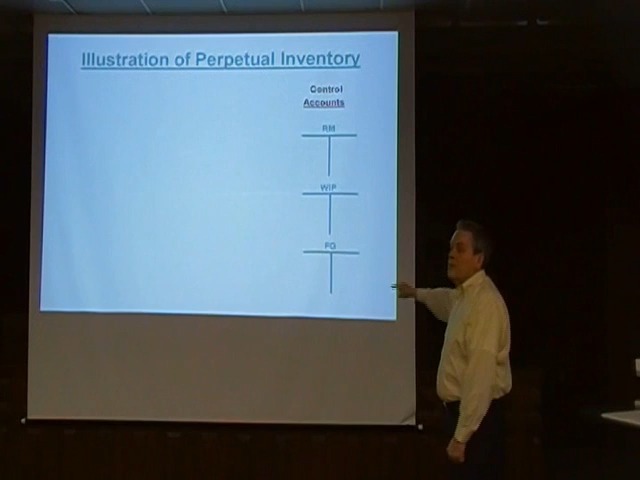 Illustration of Perpetual Inventory
Control
Accounts
RM
WIP
FG